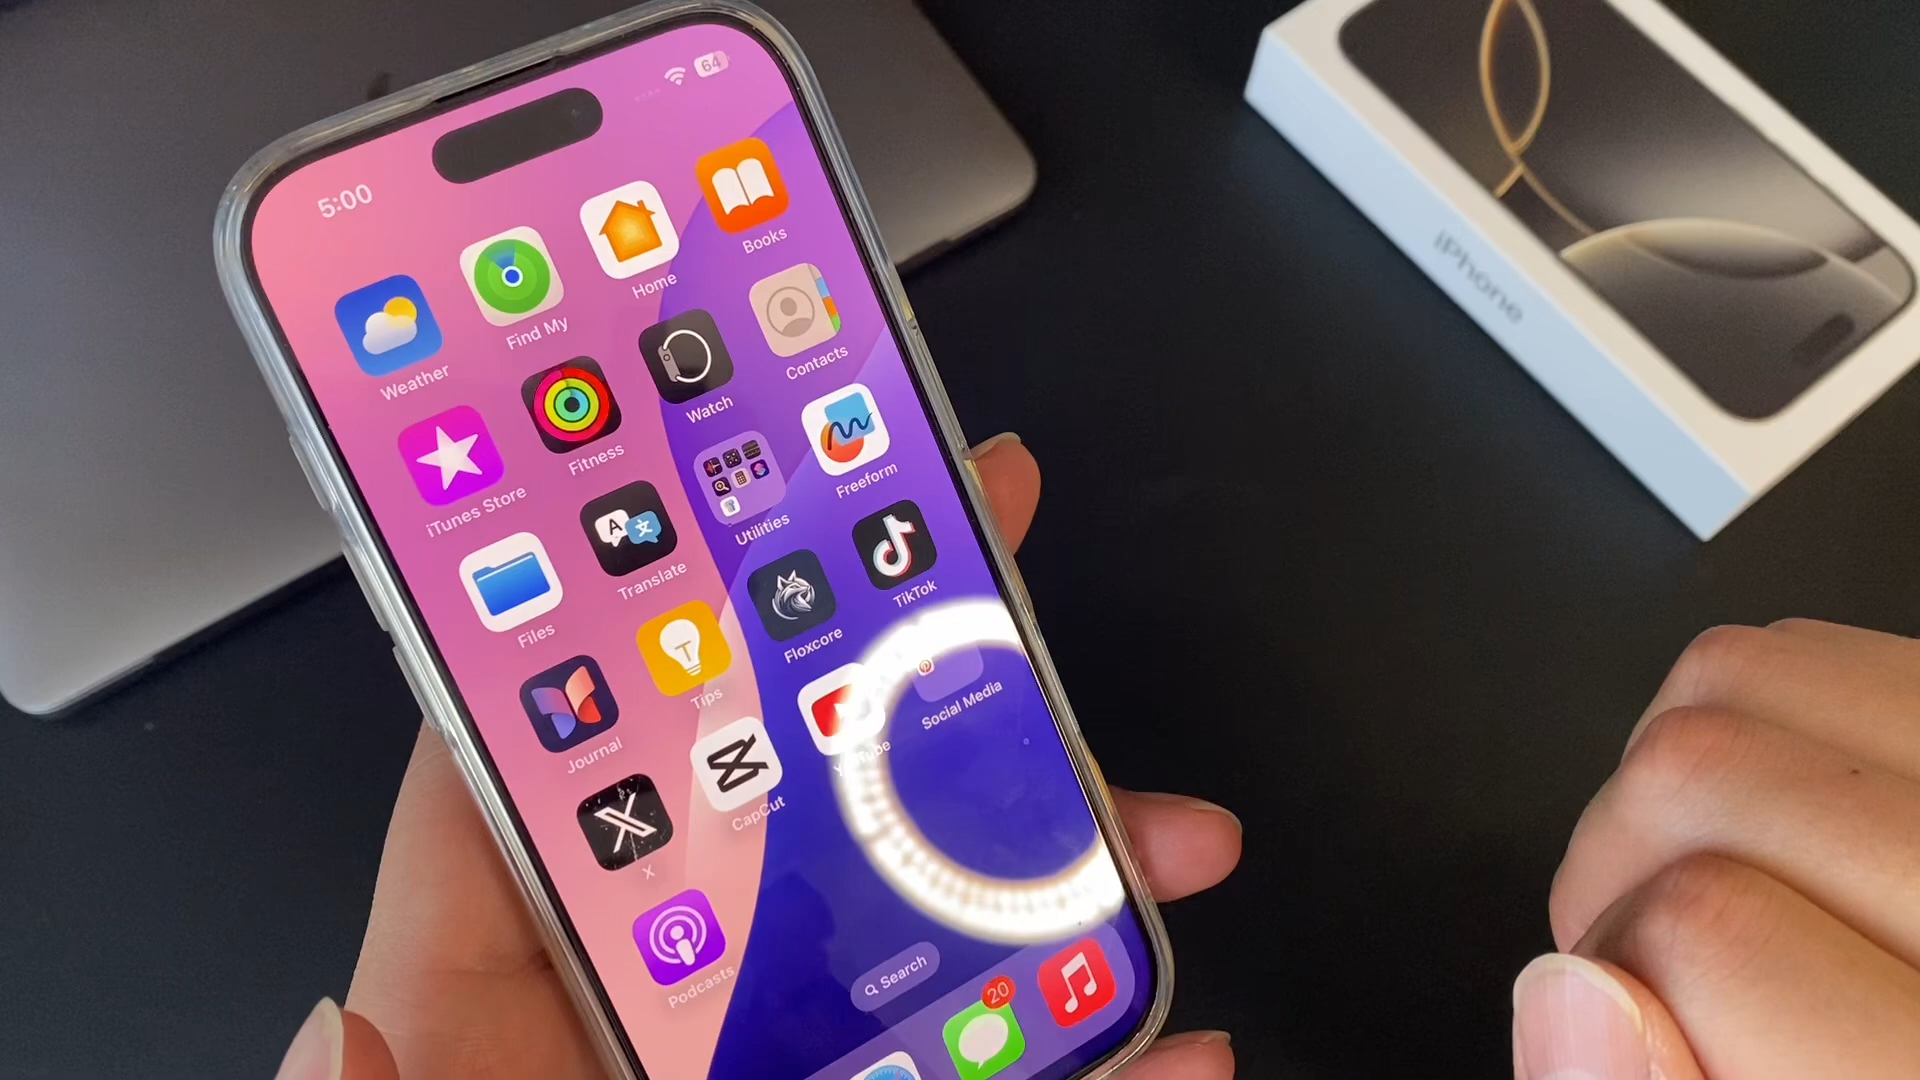 5:00
64
Weather
Find My
Home
Books
iTunes Store
Fitness
Watch
Contacts
Files
Translate
Utilities
Freeform
Journal
Tips
Floxcore
TikTok
X
CapCut
YouTube
Social Media
Podcasts
Search
20
iPhone